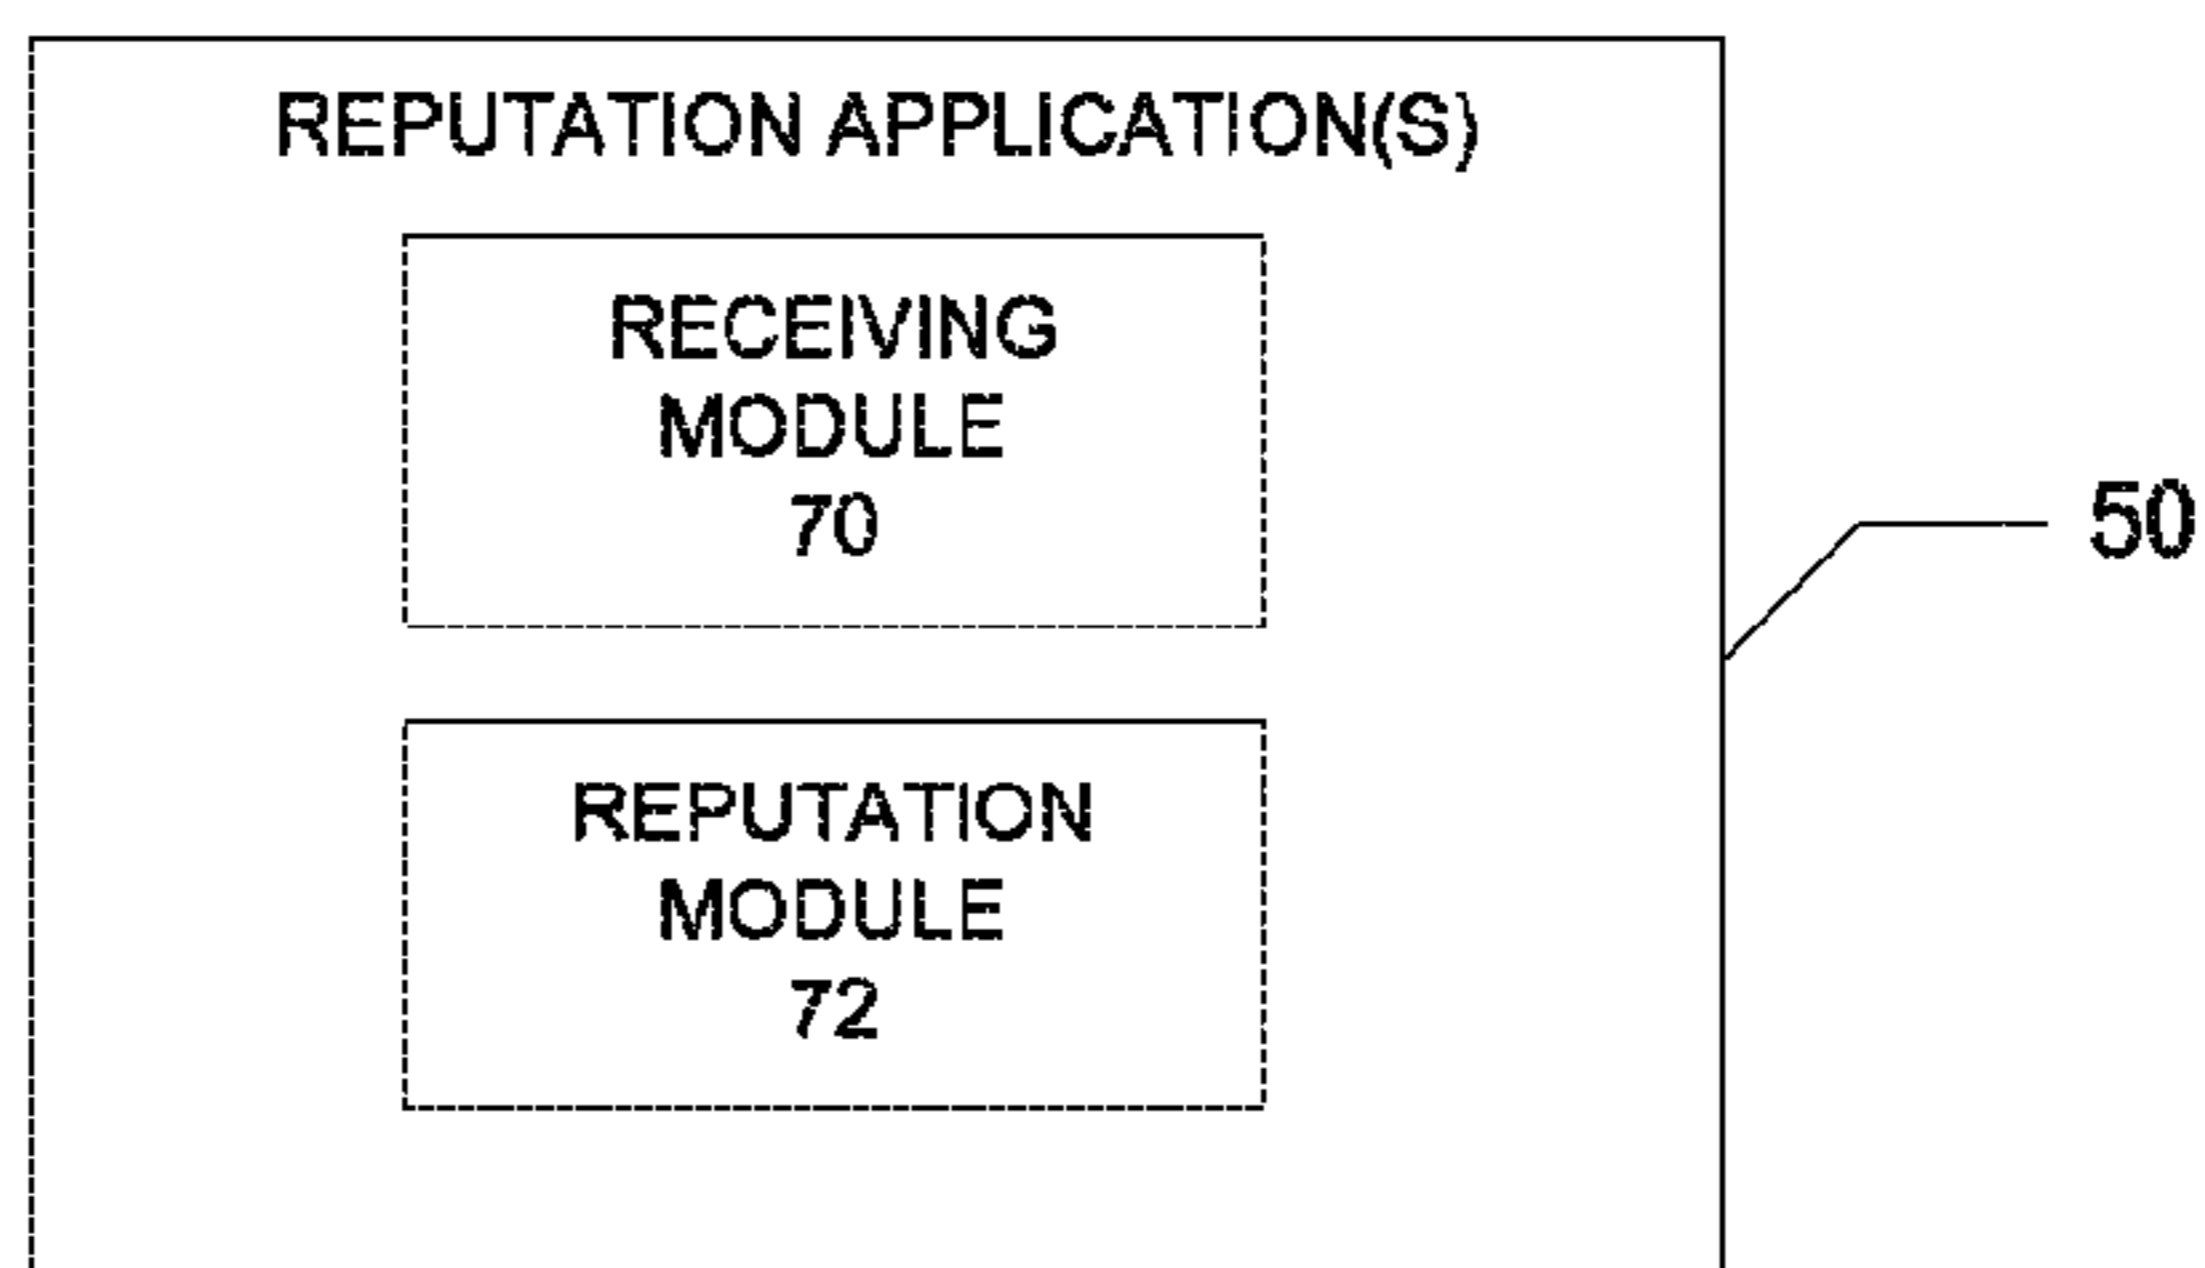 REPUTATION APPLICATION(S)
RECEIVING
MODULE
70
50
REPUTATION
MODULE
72